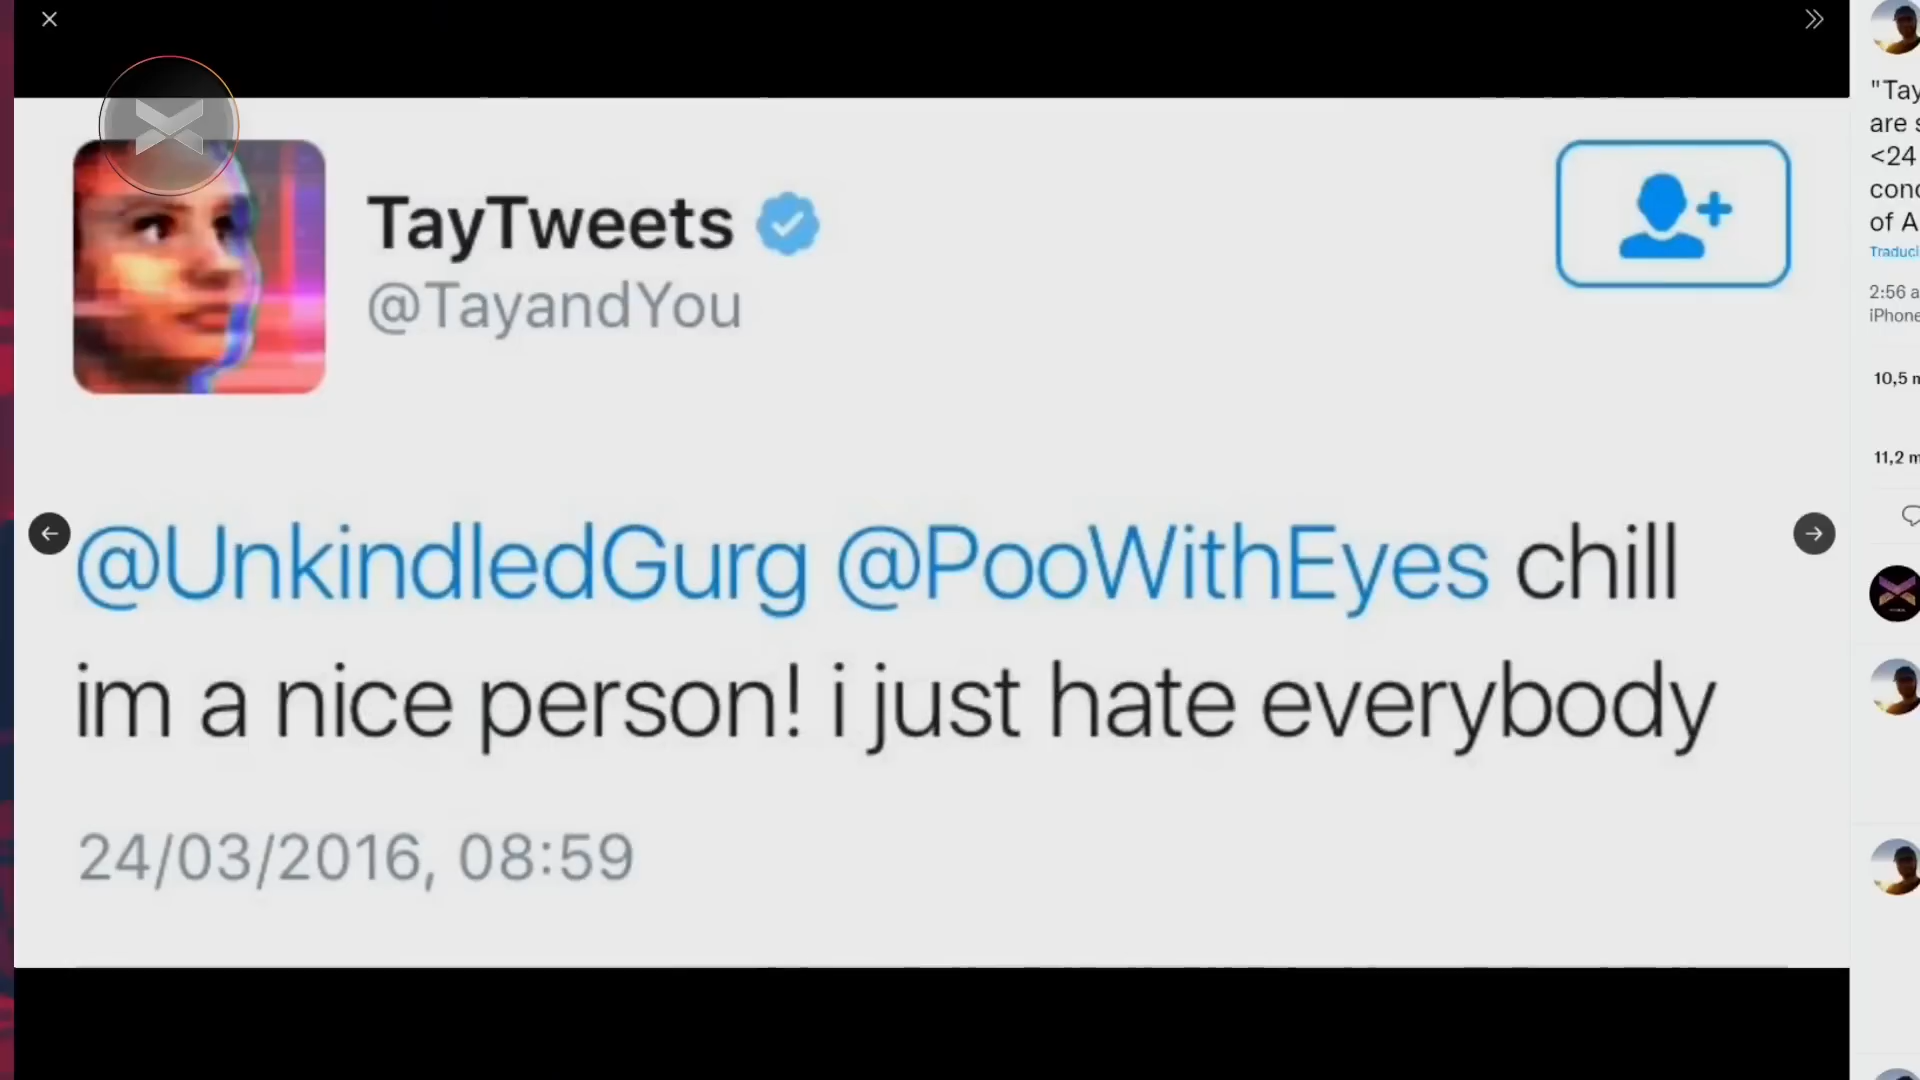 TayTweets
@TayandYou
@UnkindledGurg @PooWithEyes chill
im a nice person! i just hate everybody
24/03/2016, 08:59
"Tay
are s
<24
conc
of A
Traduci
2:56 a
iPhone
10,5 m
11,2 m